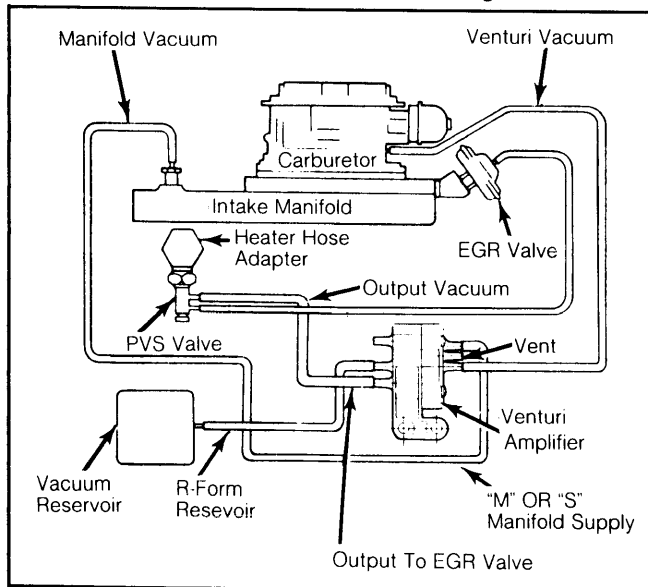 Manifold Vacuum
Venturi Vacuum
Carburetor
Intake Manifold
EGR Valve
Heater Hose
Adapter
Output Vacuum
PVS Valve
Vent
Venturi
Amplifier
Vacuum
Reservoir
R-Form
Resevoir
"M" OR "S"
Manifold Supply
Output To EGR Valve